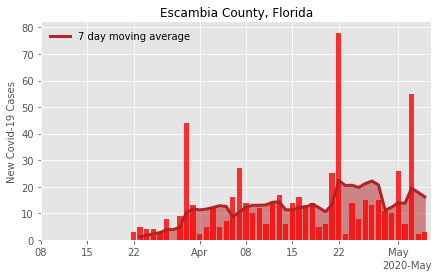 Escambia County, Florida
7 day moving average
New Covid-19 Cases
80
70
60
50
40
30
20
10
0
08 15 22 Apr 08 15 22 May
2020-May